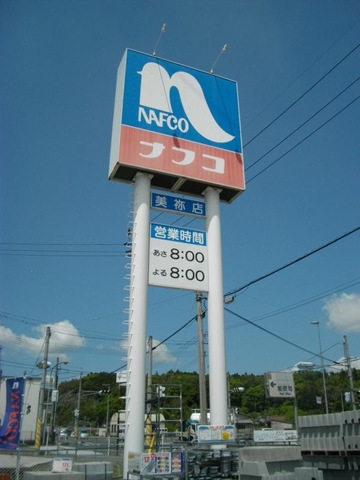 NAFCO
ナフコ
美祢店
営業時間
あさ 8:00
よる 8:00